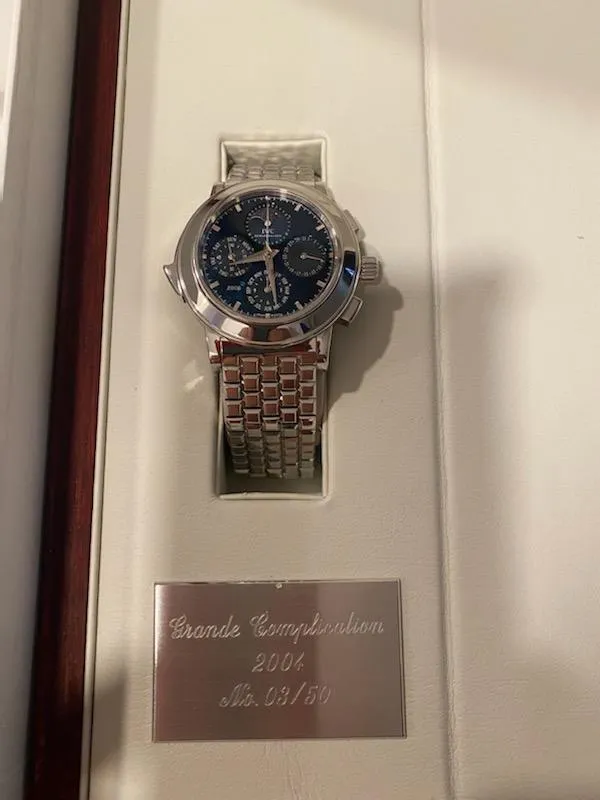 IWC
Grande Complication
2004
No. 03/50